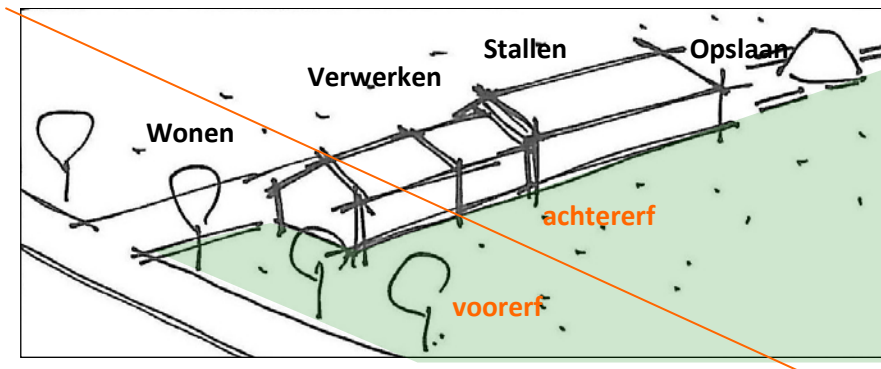 Stallen
Opslaan
Verwerken
Wonen
achtererf
voorerf